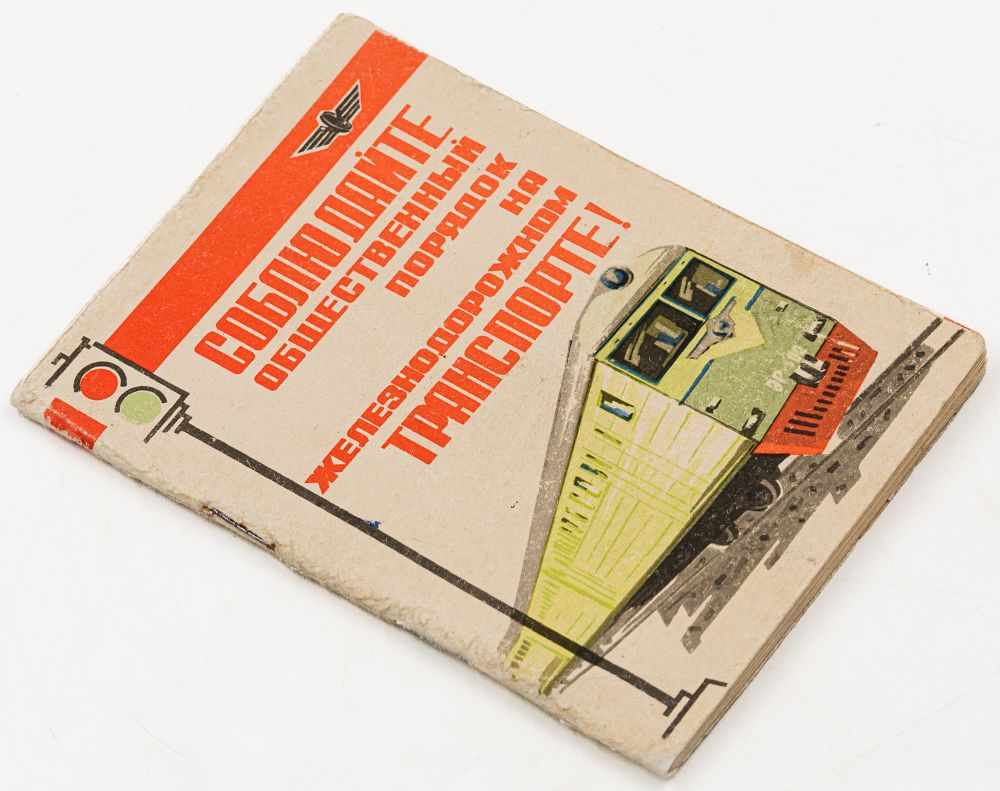 СОБЛЮДАЙТЕ
ОБЩЕСТВЕННЫЙ
ПОРЯДОК
НА
ЖЕЛЕЗНОДОРОЖНОМ
ТРАНСПОРТЕ!